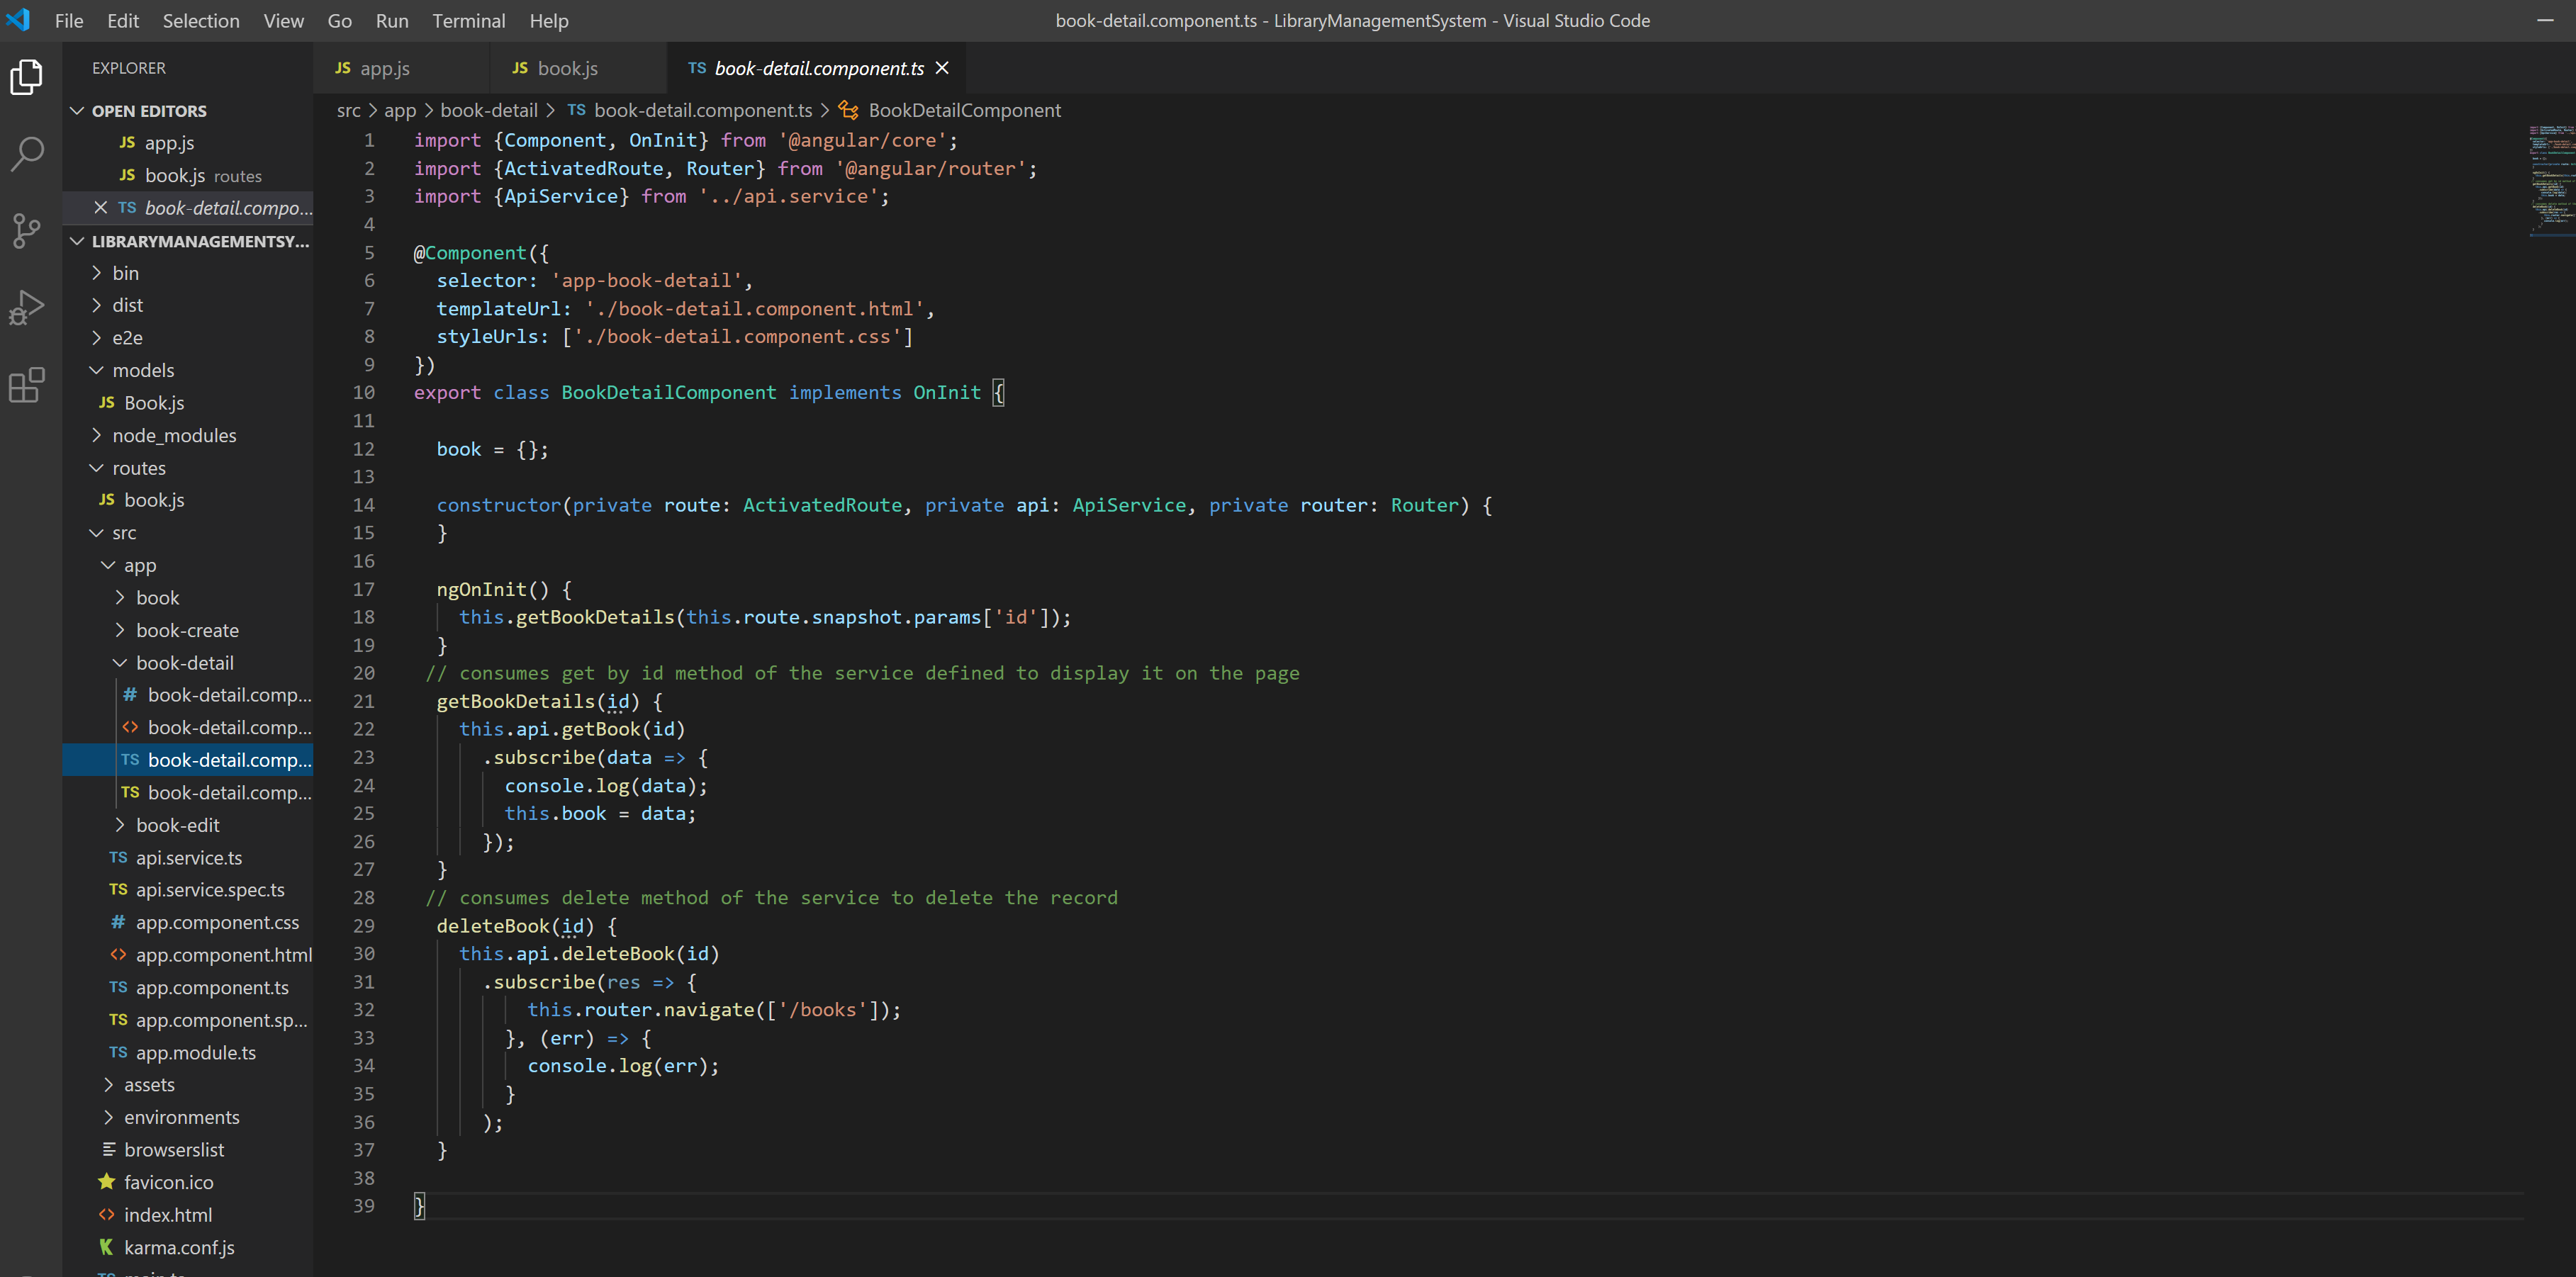 File Edit Selection View Go Run Terminal Help
book-detail.component.ts - LibraryManagementSystem - Visual Studio Code
EXPLORER
OPEN EDITORS
JS app.js
JS book.js routes
TS book-detail.compo...
LIBRARYMANAGEMENTSY...
bin
dist
e2e
models
JS Book.js
node_modules
routes
JS book.js
src
app
book
book-create
book-detail
# book-detail.comp...
<> book-detail.comp...
TS book-detail.comp...
TS book-detail.comp...
book-edit
TS api.service.ts
TS api.service.spec.ts
# app.component.css
<> app.component.html
TS app.component.ts
TS app.component.sp...
TS app.module.ts
assets
environments
browserslist
favicon.ico
<> index.html
K karma.conf.js
JS app.js JS book.js TS book-detail.component.ts
src > app > book-detail > TS book-detail.component.ts > BookDetailComponent
1 import {Component, OnInit} from '@angular/core';
2 import {ActivatedRoute, Router} from '@angular/router';
3 import {ApiService} from '../api.service';
4
5 @Component({
6 selector: 'app-book-detail',
7 templateUrl: './book-detail.component.html',
8 styleUrls: ['./book-detail.component.css']
9 })
10 export class BookDetailComponent implements OnInit {
11
12 book = {};
13
14 constructor(private route: ActivatedRoute, private api: ApiService, private router: Router) {
15 }
16
17 ngOnInit() {
18 this.getBookDetails(this.route.snapshot.params['id']);
19 }
20 // consumes get by id method of the service defined to display it on the page
21 getBookDetails(id) {
22 this.api.getBook(id)
23 .subscribe(data => {
24 console.log(data);
25 this.book = data;
26 });
27 }
28 // consumes delete method of the service to delete the record
29 deleteBook(id) {
30 this.api.deleteBook(id)
31 .subscribe(res => {
32 this.router.navigate(['/books']);
33 }, (err) => {
34 console.log(err);
35 }
36 );
37 }
38
39 }